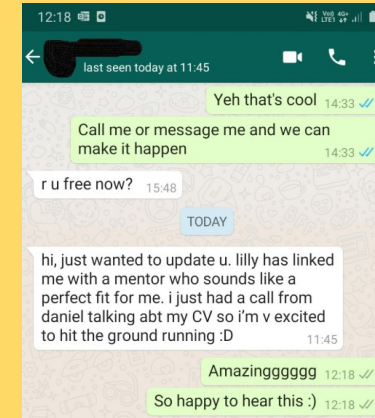 12:18
Vo) 4G+
LTE1
last seen today at 11:45
Yeh that's cool 14:33
Call me or message me and we can
make it happen 14:33
r u free now? 15:48
TODAY
hi, just wanted to update u. lilly has linked
me with a mentor who sounds like a
perfect fit for me. i just had a call from
daniel talking abt my CV so i'm v excited
to hit the ground running :D 11:45
Amazingggggg 12:18
So happy to hear this :) 12:18